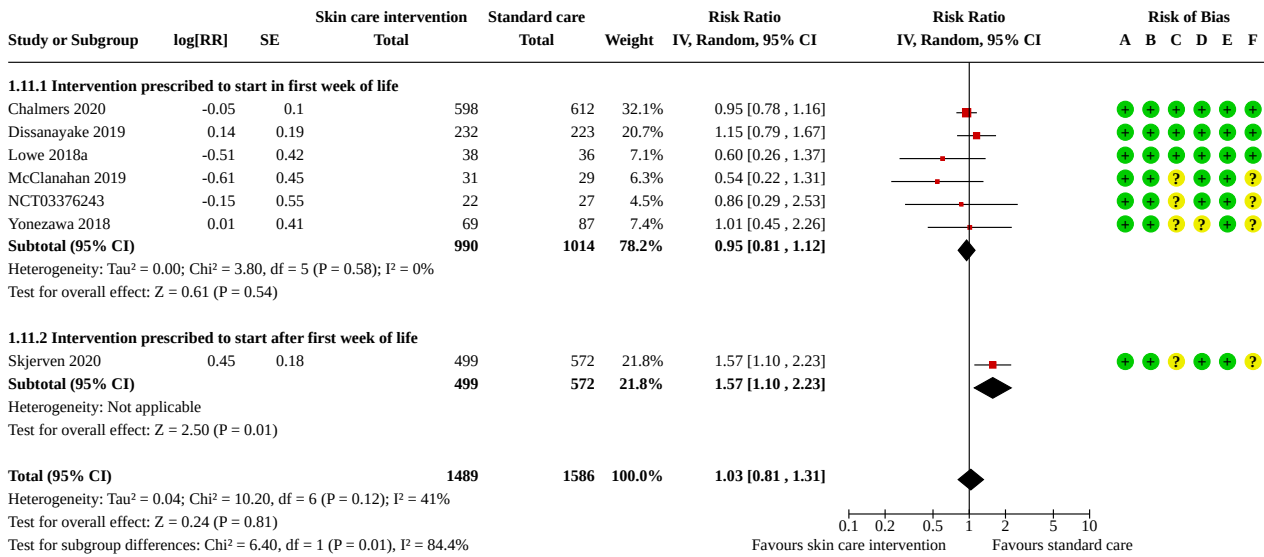 Skin care intervention Standard care Risk Ratio Risk Ratio Risk of Bias
Study or Subgroup log[RR] SE Total Total Weight IV, Random, 95% CI IV, Random, 95% CI A B C D E F
1.11.1 Intervention prescribed to start in first week of life
Chalmers 2020 -0.05 0.1 598 612 32.1% 0.95 [0.78 , 1.16] + + + + + +
Dissanayake 2019 0.14 0.19 232 223 20.7% 1.15 [0.79 , 1.67] + + + + + +
Lowe 2018a -0.51 0.42 38 36 7.1% 0.60 [0.26 , 1.37] + + + + + +
McClanahan 2019 -0.61 0.45 31 29 6.3% 0.54 [0.22 , 1.31] + + ? + + ?
NCT03376243 -0.15 0.55 22 27 4.5% 0.86 [0.29 , 2.53] + + ? + + ?
Yonezawa 2018 0.01 0.41 69 87 7.4% 1.01 [0.45 , 2.26] + + ? ? + ?
Subtotal (95% CI) 990 1014 78.2% 0.95 [0.81 , 1.12]
Heterogeneity: Tau² = 0.00; Chi² = 3.80, df = 5 (P = 0.58); I² = 0%
Test for overall effect: Z = 0.61 (P = 0.54)
1.11.2 Intervention prescribed to start after first week of life
Skjerven 2020 0.45 0.18 499 572 21.8% 1.57 [1.10 , 2.23] + + ? + + ?
Subtotal (95% CI) 499 572 21.8% 1.57 [1.10 , 2.23]
Heterogeneity: Not applicable
Test for overall effect: Z = 2.50 (P = 0.01)
Total (95% CI) 1489 1586 100.0% 1.03 [0.81 , 1.31]
Heterogeneity: Tau² = 0.04; Chi² = 10.20, df = 6 (P = 0.12); I² = 41%
Test for overall effect: Z = 0.24 (P = 0.81)
0.1 0.2 0.5 1 2 5 10
Test for subgroup differences: Chi² = 6.40, df = 1 (P = 0.01), I² = 84.4%
Favours skin care intervention Favours standard care